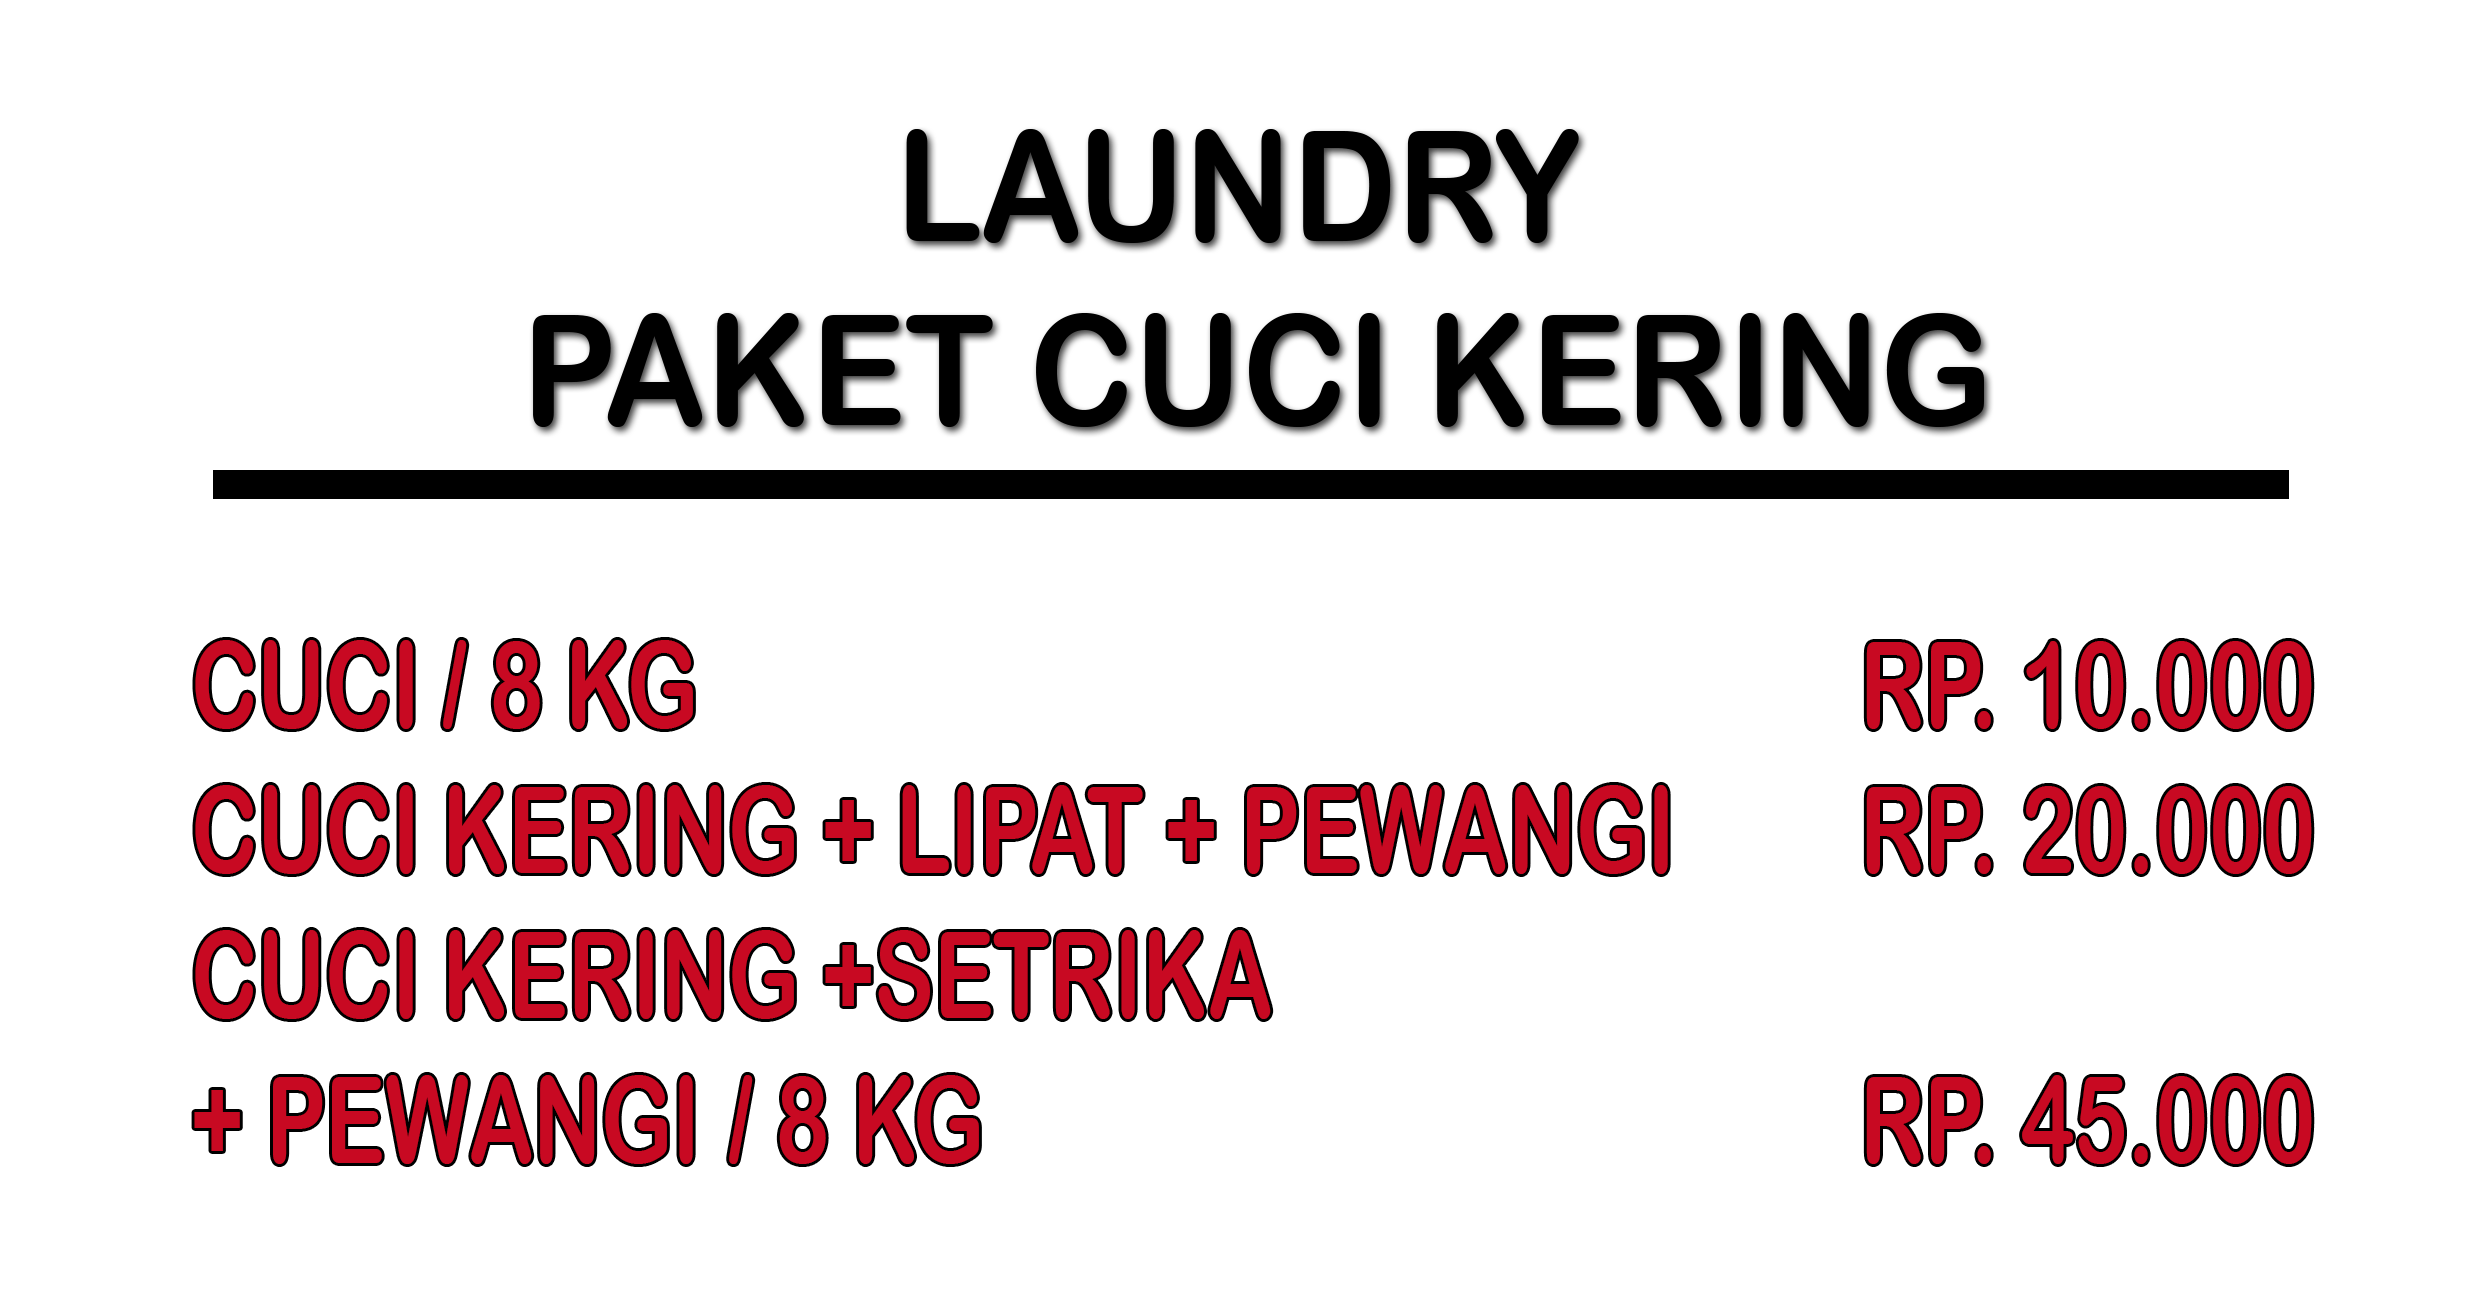 LAUNDRY
PAKET CUCI KERING
CUCI / 8 KG RP. 10.000
CUCI KERING + LIPAT + PEWANGI RP. 20.000
CUCI KERING +SETRIKA
+ PEWANGI / 8 KG RP. 45.000